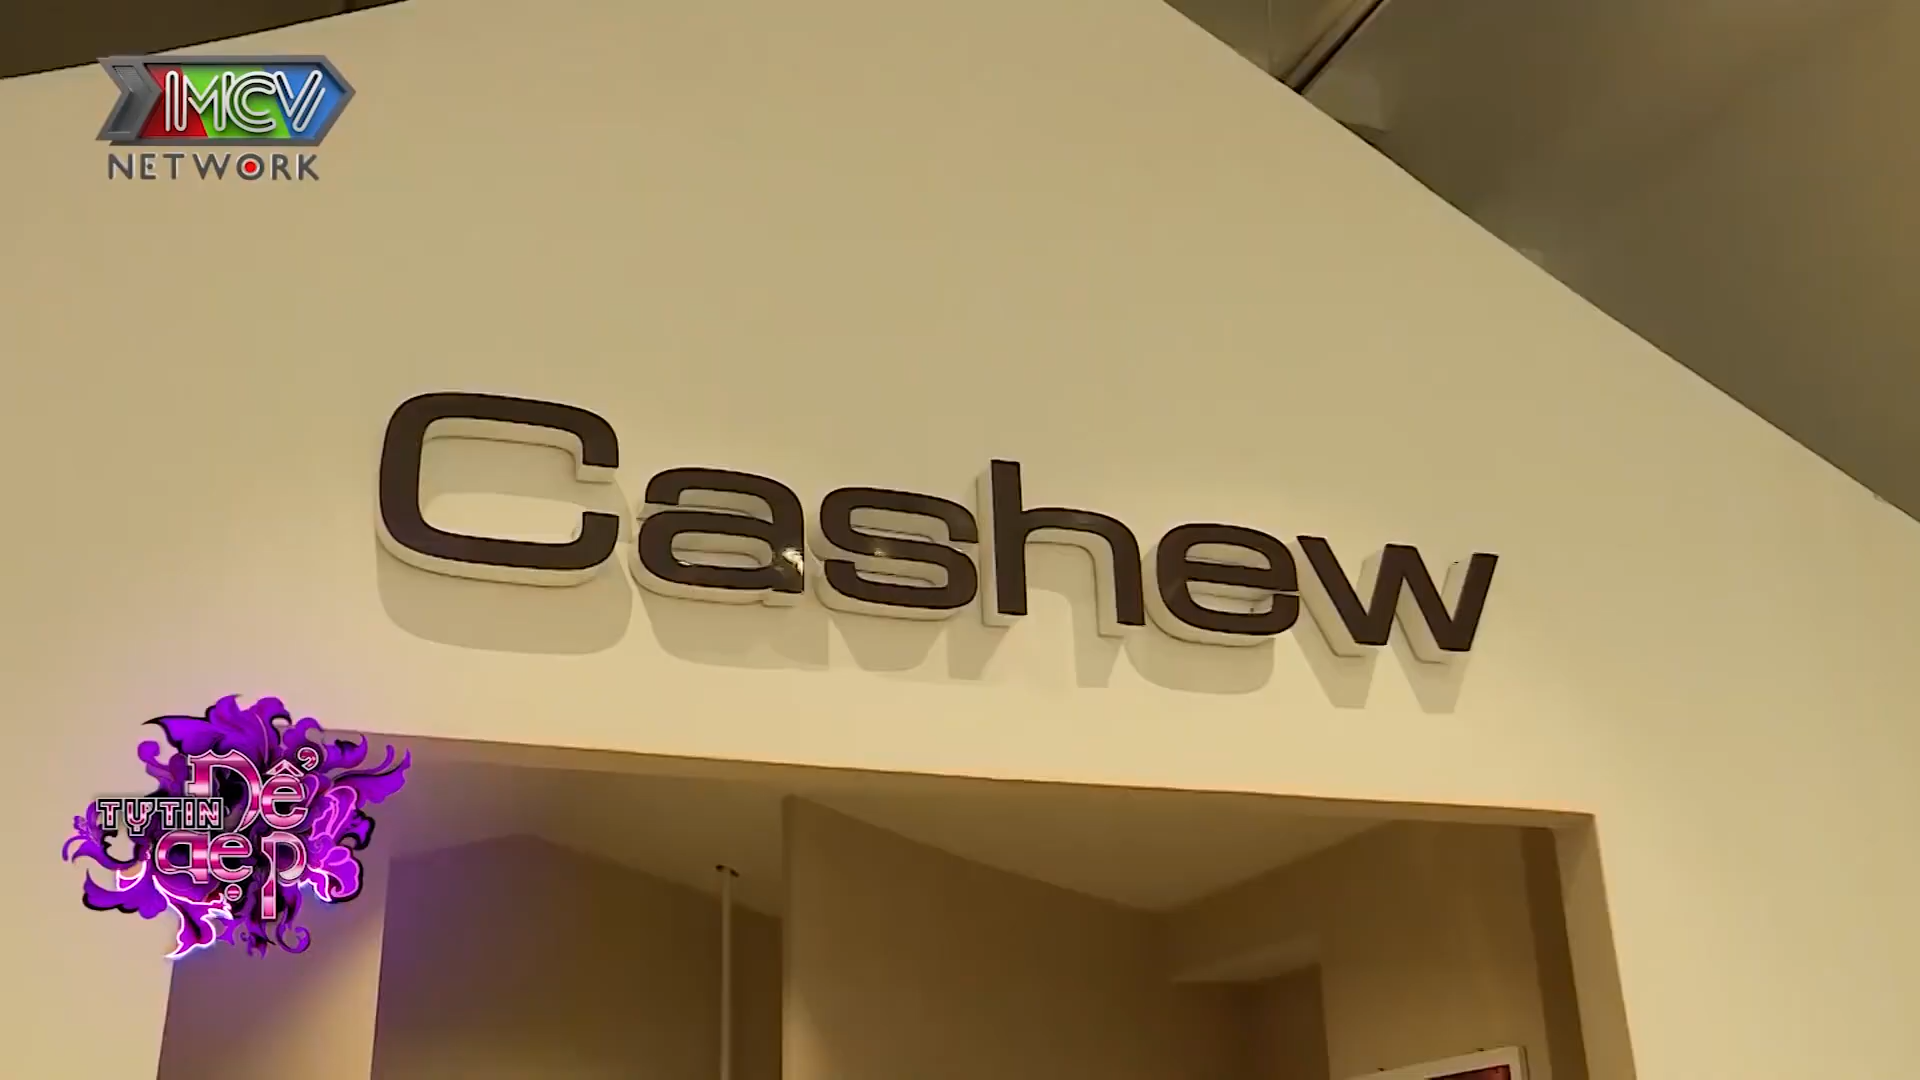 MCV
NETWORK
Cashew
TỰ TIN
Để
đẹp